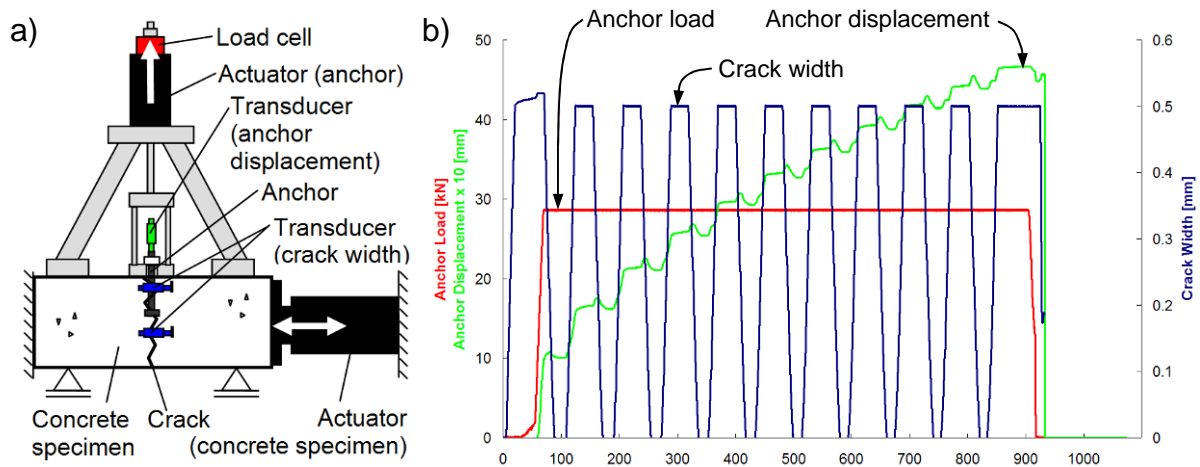 a)
Load cell
Actuator (anchor)
Transducer
(anchor
displacement)
Anchor
Transducer
(crack width)
Concrete
specimen
Crack
Actuator
(concrete specimen)
b)
Anchor load
Anchor displacement
Crack width
Anchor Load [kN]
Anchor Displacement x 10 [mm]
50
40
30
20
10
0
0.6
0.5
0.4
0.3
0.2
0.1
0
Crack Width [mm]
0 100 200 300 400 500 600 700 800 900 1000